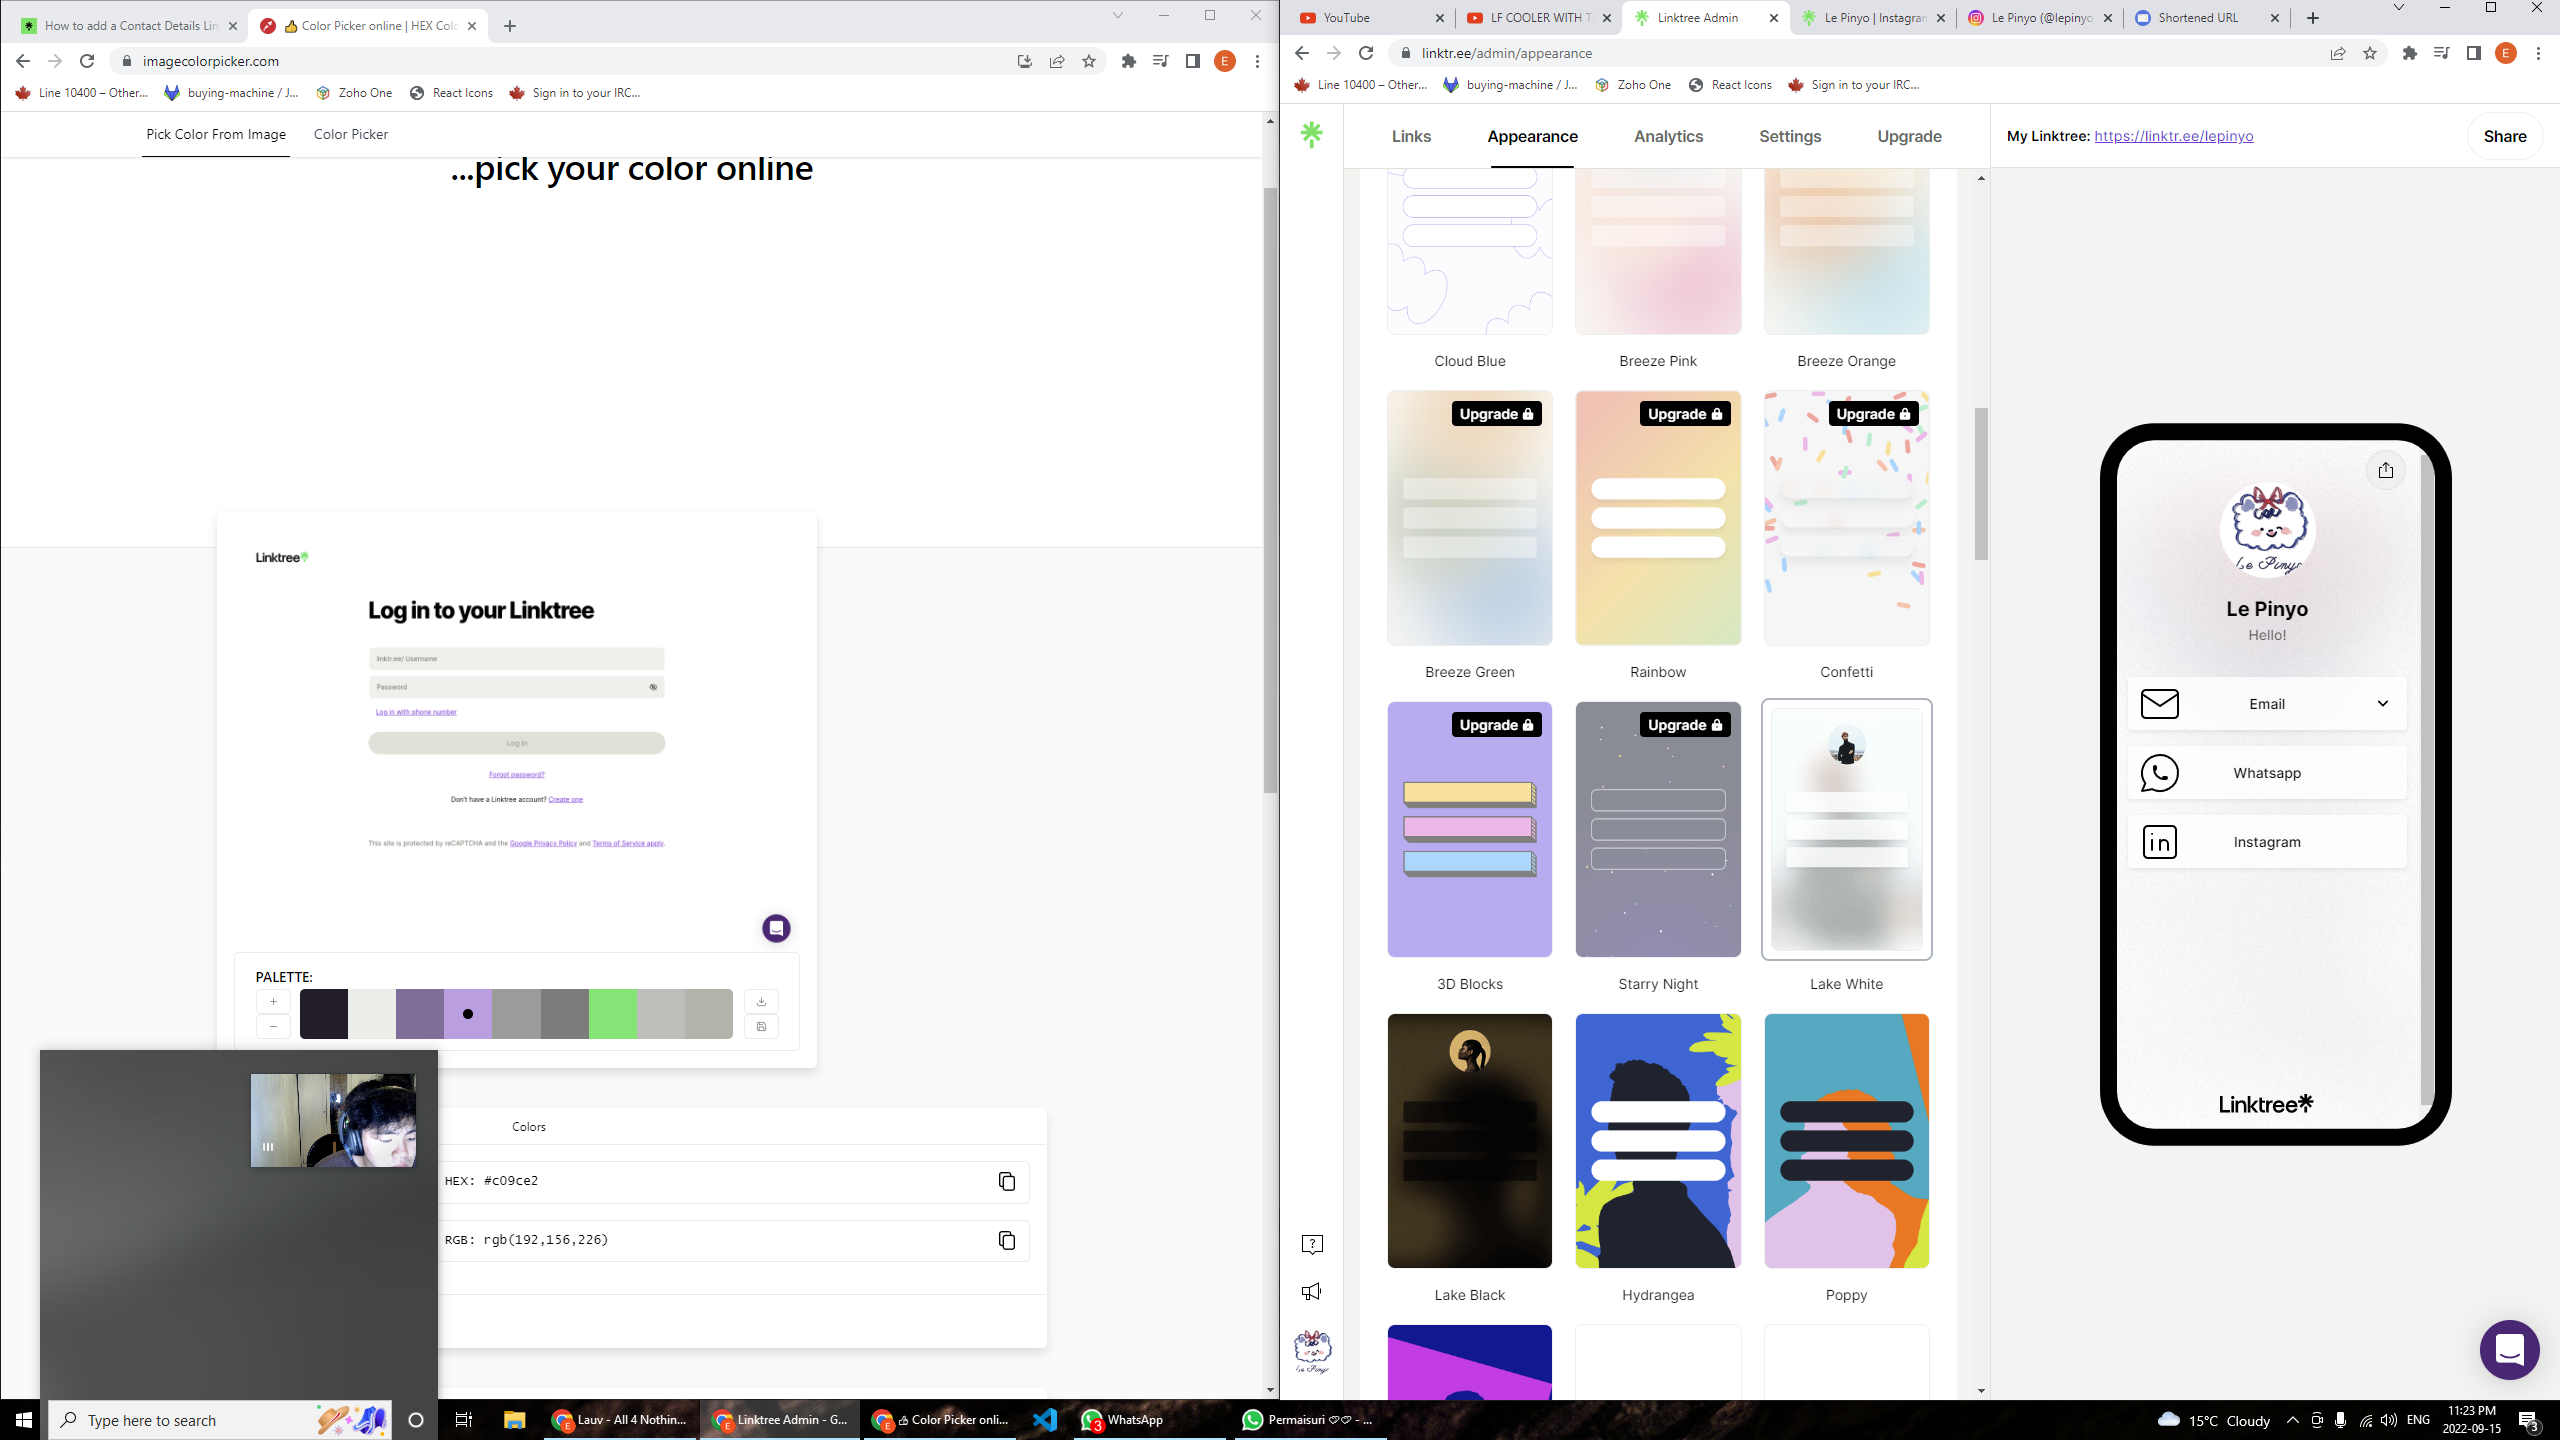 How to add a Contact Details Lin
👍 Color Picker online | HEX Colo
imagecolorpicker.com
Line 10400 – Other...
buying-machine / J...
Zoho One
React Icons
Sign in to your IRC...
Pick Color From Image
Color Picker
...pick your color online
Linktree
Log in to your Linktree
linktr.ee/ Username
Password
Log in with phone number
Log In
Forgot password?
Don't have a Linktree account? Create one
This site is protected by reCAPTCHA and the Google Privacy Policy and Terms of Service apply.
PALETTE:
Colors
HEX: #c09ce2
RGB: rgb(192,156,226)
YouTube
LF COOLER WITH T
Linktree Admin
Le Pinyo | Instagran
Le Pinyo (@lepinyo
Shortened URL
linktr.ee/admin/appearance
Line 10400 – Other...
buying-machine / J...
Zoho One
React Icons
Sign in to your IRC...
Links
Appearance
Analytics
Settings
Upgrade
My Linktree: https://linktr.ee/lepinyo
Share
Cloud Blue
Breeze Pink
Breeze Orange
Upgrade
Upgrade
Upgrade
Breeze Green
Rainbow
Confetti
Upgrade
Upgrade
3D Blocks
Starry Night
Lake White
Lake Black
Hydrangea
Poppy
Le Pinyo
Le Pinyo
Le Pinyo
Hello!
Email
Whatsapp
in
Instagram
Linktree
E
E
Type here to search
Lauv - All 4 Nothin...
Linktree Admin - G...
👍 Color Picker onli...
3
WhatsApp
Permaisuri ♡♡ - ...
15°C Cloudy
ENG
11:23 PM
2022-09-15
3